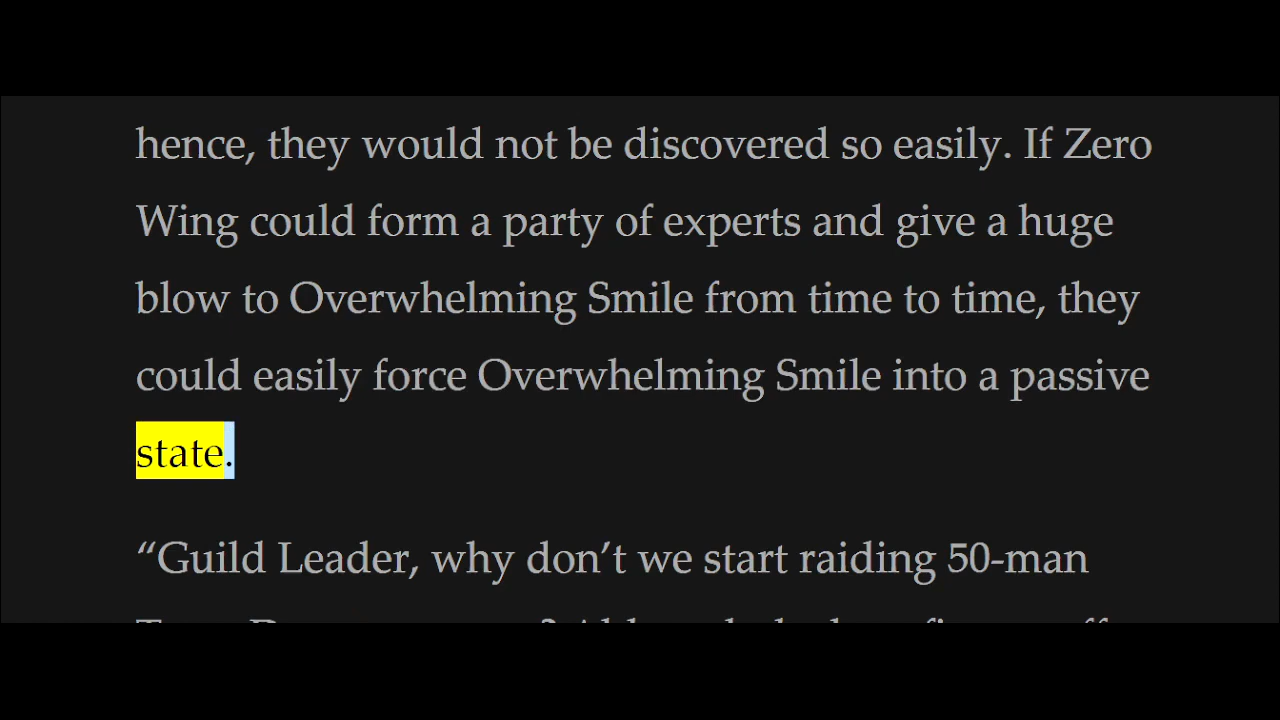 hence, they would not be discovered so easily. If Zero
Wing could form a party of experts and give a huge
blow to Overwhelming Smile from time to time, they
could easily force Overwhelming Smile into a passive
state.
“Guild Leader, why don’t we start raiding 50-man